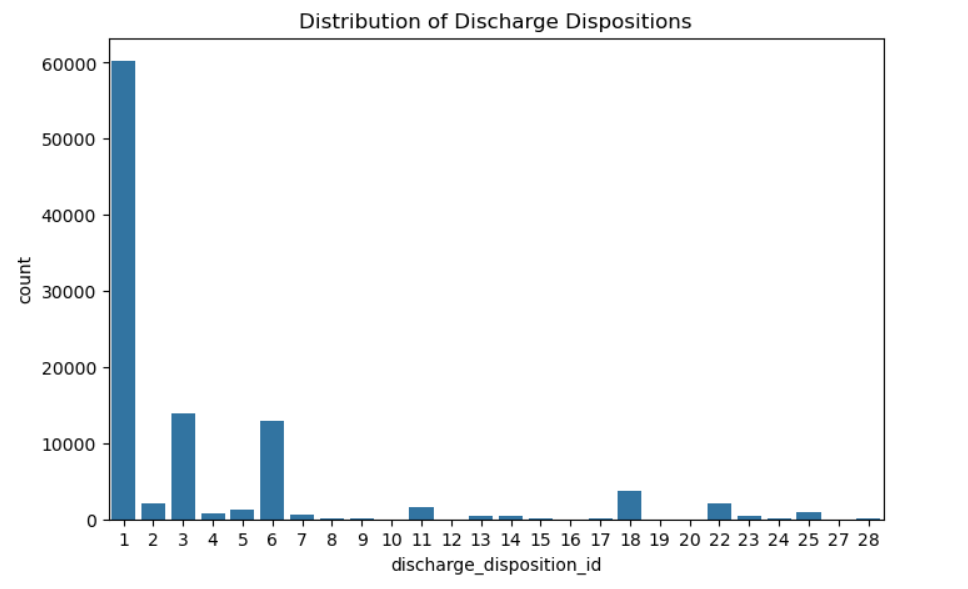 Distribution of Discharge Dispositions
60000
50000
40000
30000
20000
10000
0
count
1 2 3 4 5 6 7 8 9 10 11 12 13 14 15 16 17 18 19 20 22 23 24 25 27 28
discharge_disposition_id